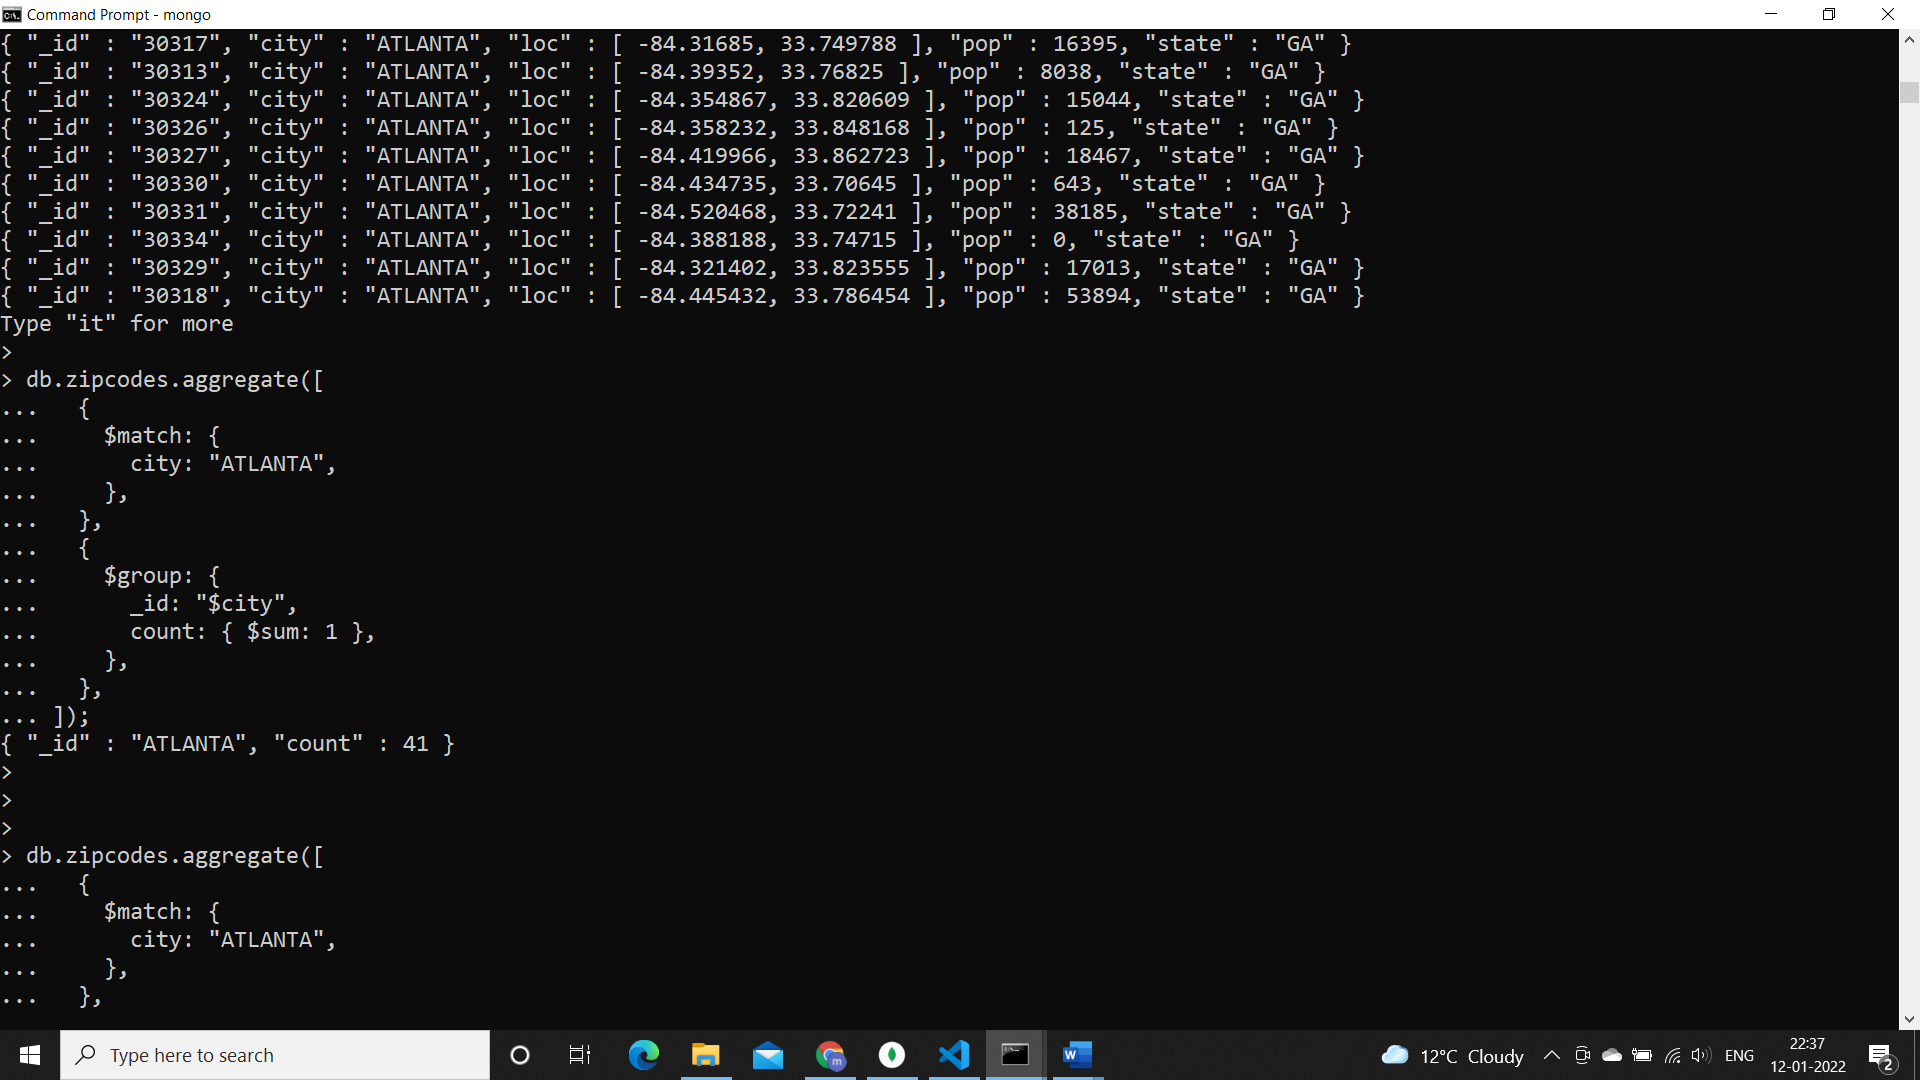 Command Prompt - mongo
{ "_id" : "30317", "city" : "ATLANTA", "loc" : [ -84.31685, 33.749788 ], "pop" : 16395, "state" : "GA" }
{ "_id" : "30313", "city" : "ATLANTA", "loc" : [ -84.39352, 33.76825 ], "pop" : 8038, "state" : "GA" }
{ "_id" : "30324", "city" : "ATLANTA", "loc" : [ -84.354867, 33.820609 ], "pop" : 15044, "state" : "GA" }
{ "_id" : "30326", "city" : "ATLANTA", "loc" : [ -84.358232, 33.848168 ], "pop" : 125, "state" : "GA" }
{ "_id" : "30327", "city" : "ATLANTA", "loc" : [ -84.419966, 33.862723 ], "pop" : 18467, "state" : "GA" }
{ "_id" : "30330", "city" : "ATLANTA", "loc" : [ -84.434735, 33.70645 ], "pop" : 643, "state" : "GA" }
{ "_id" : "30331", "city" : "ATLANTA", "loc" : [ -84.520468, 33.72241 ], "pop" : 38185, "state" : "GA" }
{ "_id" : "30334", "city" : "ATLANTA", "loc" : [ -84.388188, 33.74715 ], "pop" : 0, "state" : "GA" }
{ "_id" : "30329", "city" : "ATLANTA", "loc" : [ -84.321402, 33.823555 ], "pop" : 17013, "state" : "GA" }
{ "_id" : "30318", "city" : "ATLANTA", "loc" : [ -84.445432, 33.786454 ], "pop" : 53894, "state" : "GA" }
Type "it" for more
>
> db.zipcodes.aggregate([
...   {
...     $match: {
...       city: "ATLANTA",
...     },
...   },
...   {
...     $group: {
...       _id: "$city",
...       count: { $sum: 1 },
...     },
...   },
... ]);
{ "_id" : "ATLANTA", "count" : 41 }
>
>
>
> db.zipcodes.aggregate([
...   {
...     $match: {
...       city: "ATLANTA",
...     },
...   },
Type here to search
12°C Cloudy
ENG
22:37
12-01-2022
2